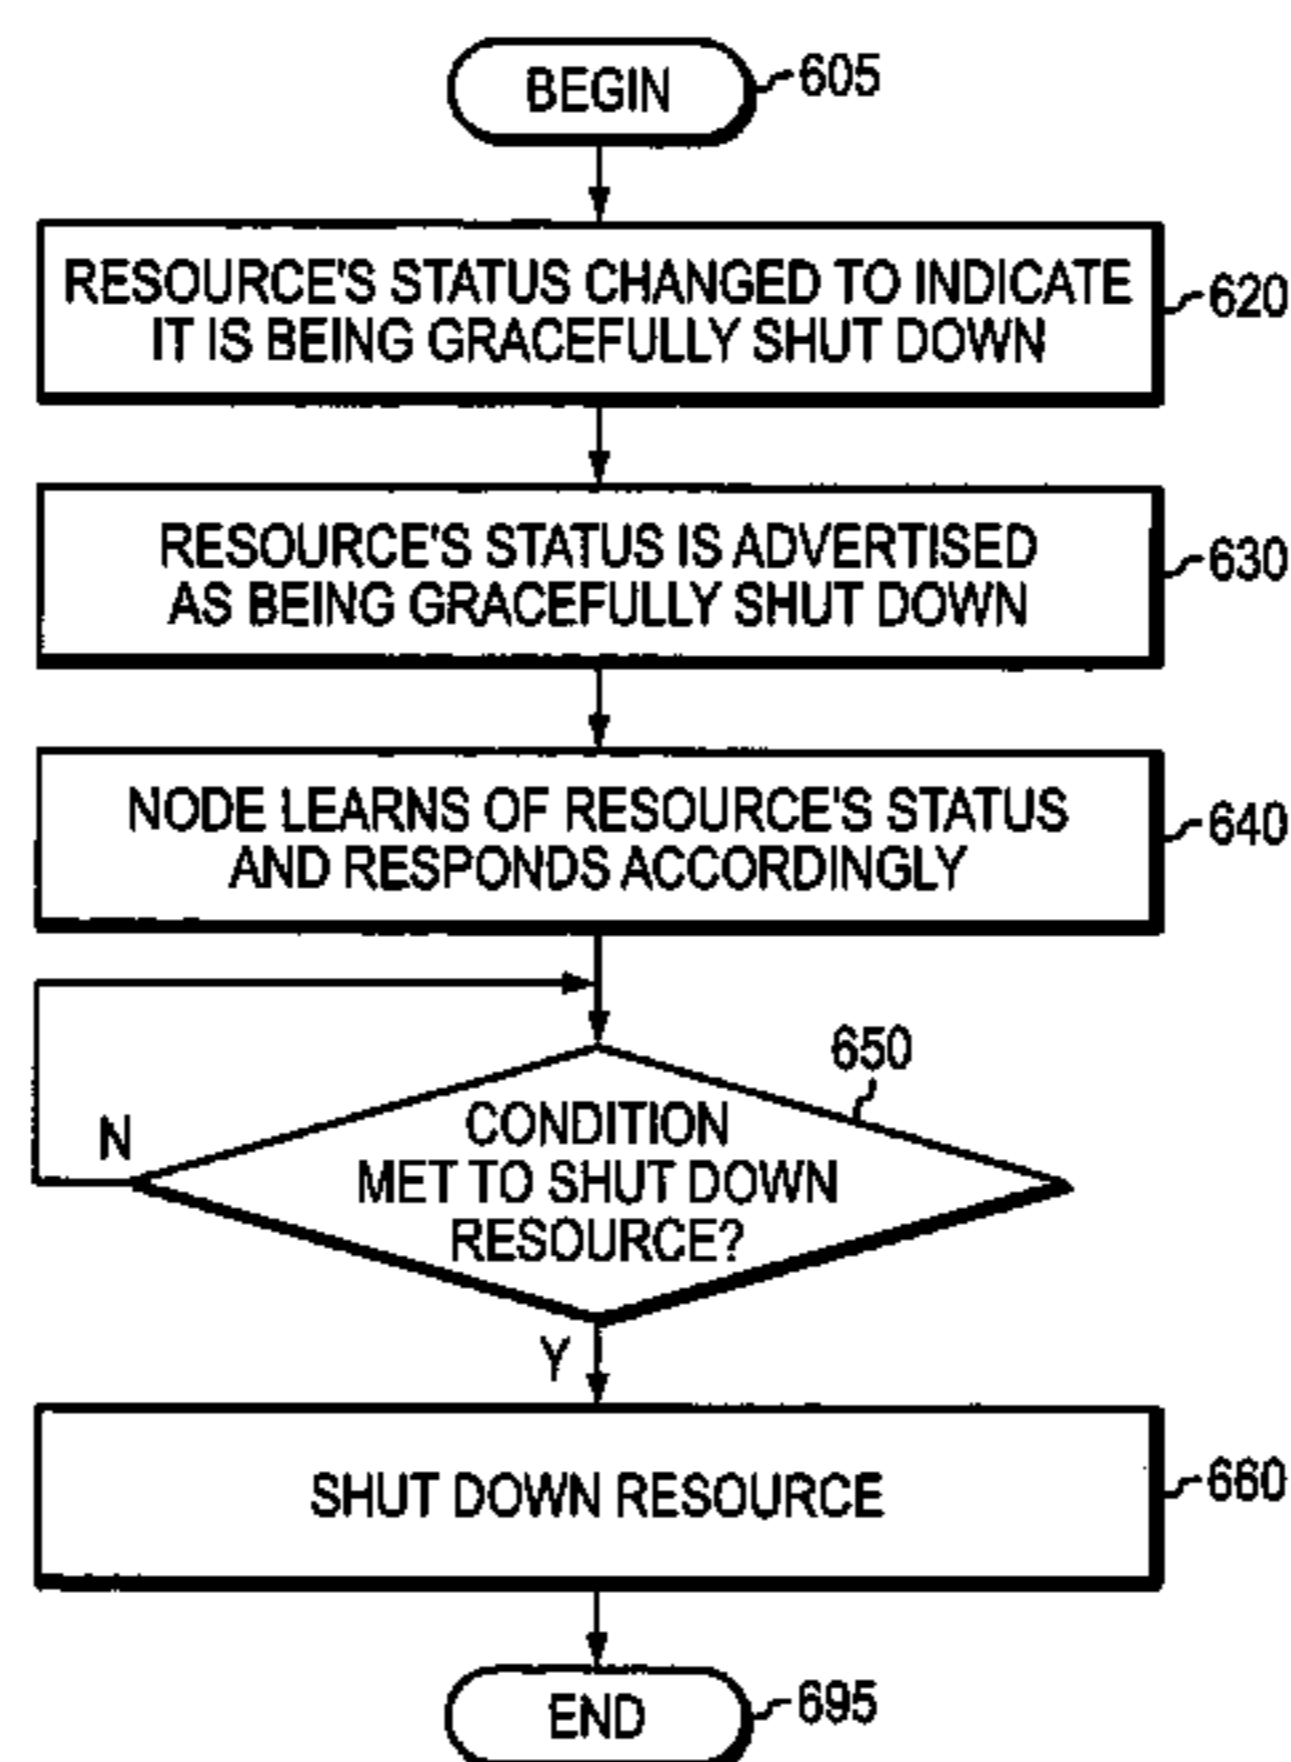 BEGIN
605
RESOURCE'S STATUS CHANGED TO INDICATE
IT IS BEING GRACEFULLY SHUT DOWN
620
RESOURCE'S STATUS IS ADVERTISED
AS BEING GRACEFULLY SHUT DOWN
630
NODE LEARNS OF RESOURCE'S STATUS
AND RESPONDS ACCORDINGLY
640
650
N
CONDITION
MET TO SHUT DOWN
RESOURCE?
Y
SHUT DOWN RESOURCE
660
END
695